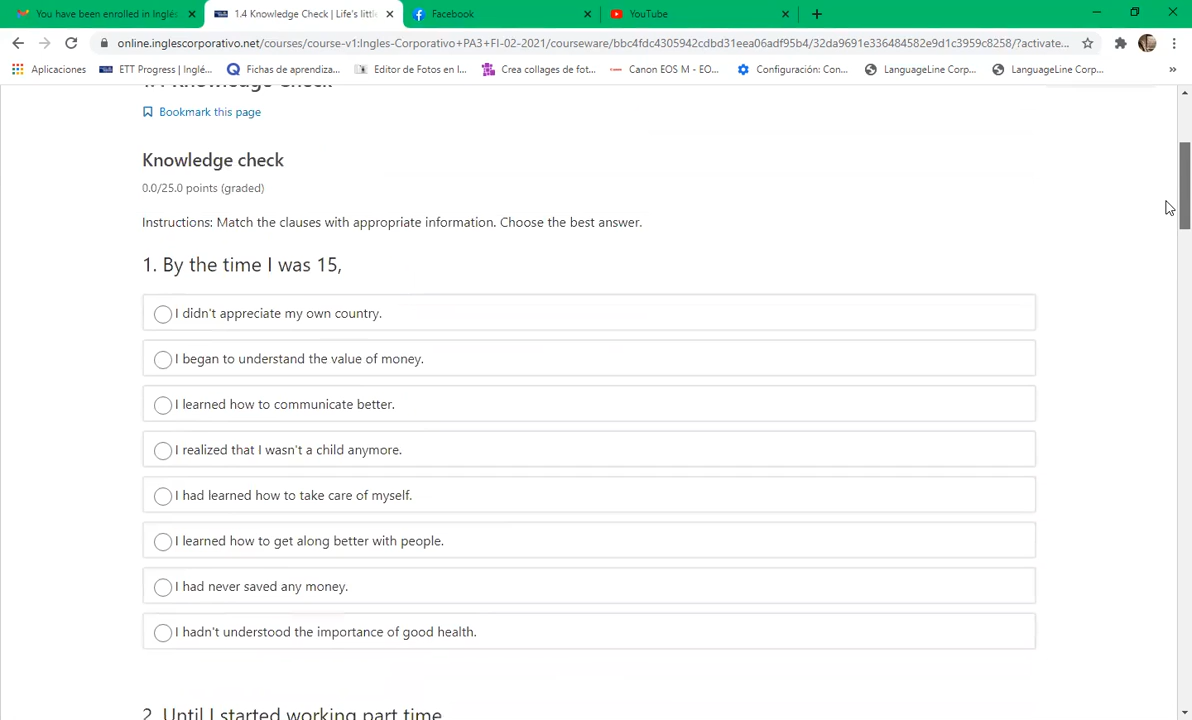 You have been enrolled in Inglés
1.4 Knowledge Check | Life's little
Facebook
YouTube
online.inglescorporativo.net/courses/course-v1:Ingles-Corporativo+PA3+FI-02-2021/courseware/bbc4fdc4305942cdbd31eea06adf95b4/32da9691e336484582e9d1c3959c8258/?activate...
Aplicaciones
ETT Progress | Inglé...
Fichas de aprendiza...
Editor de Fotos en l...
Crea collages de fot...
Canon EOS M - EO...
Configuración: Con...
LanguageLine Corp...
LanguageLine Corp...
»
1.4 Knowledge Check
Bookmark this page
Knowledge check
0.0/25.0 points (graded)
Instructions: Match the clauses with appropriate information. Choose the best answer.
1. By the time I was 15,
I didn't appreciate my own country.
I began to understand the value of money.
I learned how to communicate better.
I realized that I wasn't a child anymore.
I had learned how to take care of myself.
I learned how to get along better with people.
I had never saved any money.
I hadn't understood the importance of good health.
2. Until I started working part time